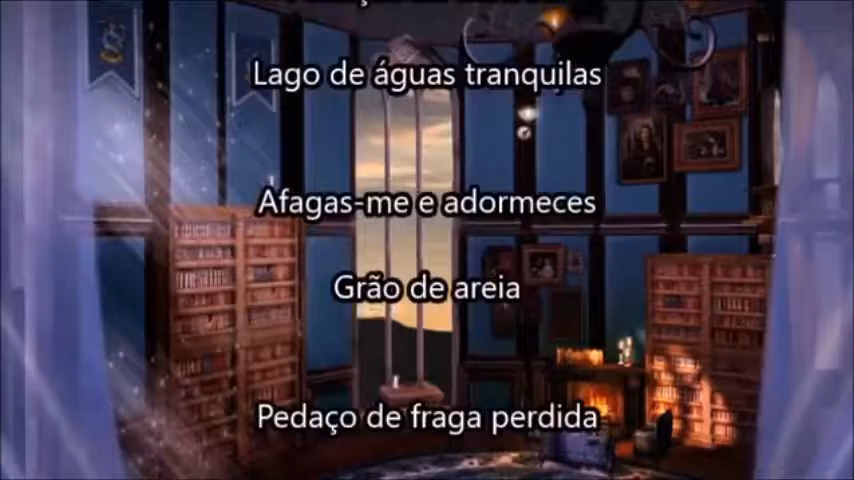 Lago de águas tranquilas
Afagas-me e adormeces
Grão de areia
Pedaço de fraga perdida